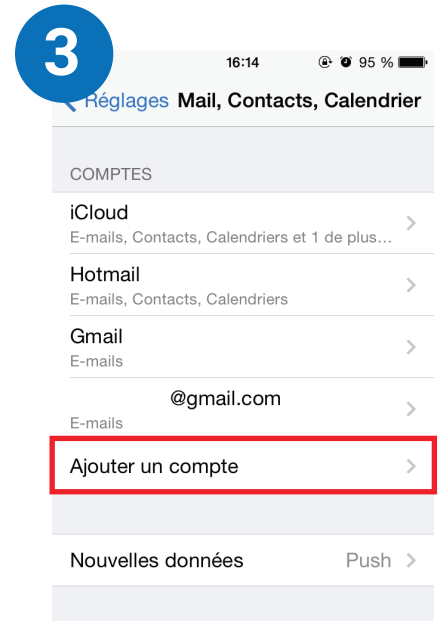 3
16:14 95 %
Réglages Mail, Contacts, Calendrier
COMPTES
iCloud
E-mails, Contacts, Calendriers et 1 de plus...
Hotmail
E-mails, Contacts, Calendriers
Gmail
E-mails
@gmail.com
E-mails
Ajouter un compte
Nouvelles données Push